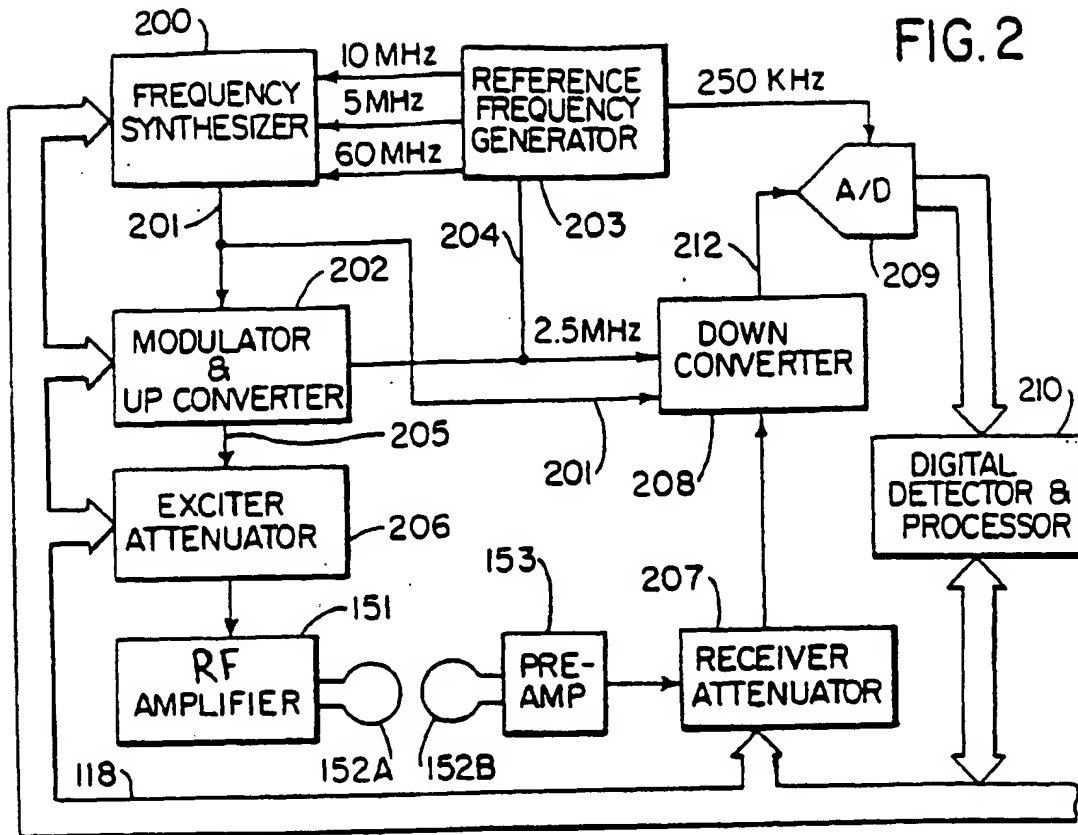 FIG. 2
200
10 MHz
FREQUENCY
SYNTHESIZER
5 MHz
60 MHz
REFERENCE
FREQUENCY
GENERATOR
250 KHz
A/D
201
204
203
212
209
202
MODULATOR
&
UP CONVERTER
2.5MHz
DOWN
CONVERTER
205
201
208
210
EXCITER
ATTENUATOR
206
DIGITAL
DETECTOR &
PROCESSOR
151
153
207
RF
AMPLIFIER
PRE-
AMP
RECEIVER
ATTENUATOR
152A
152B
118